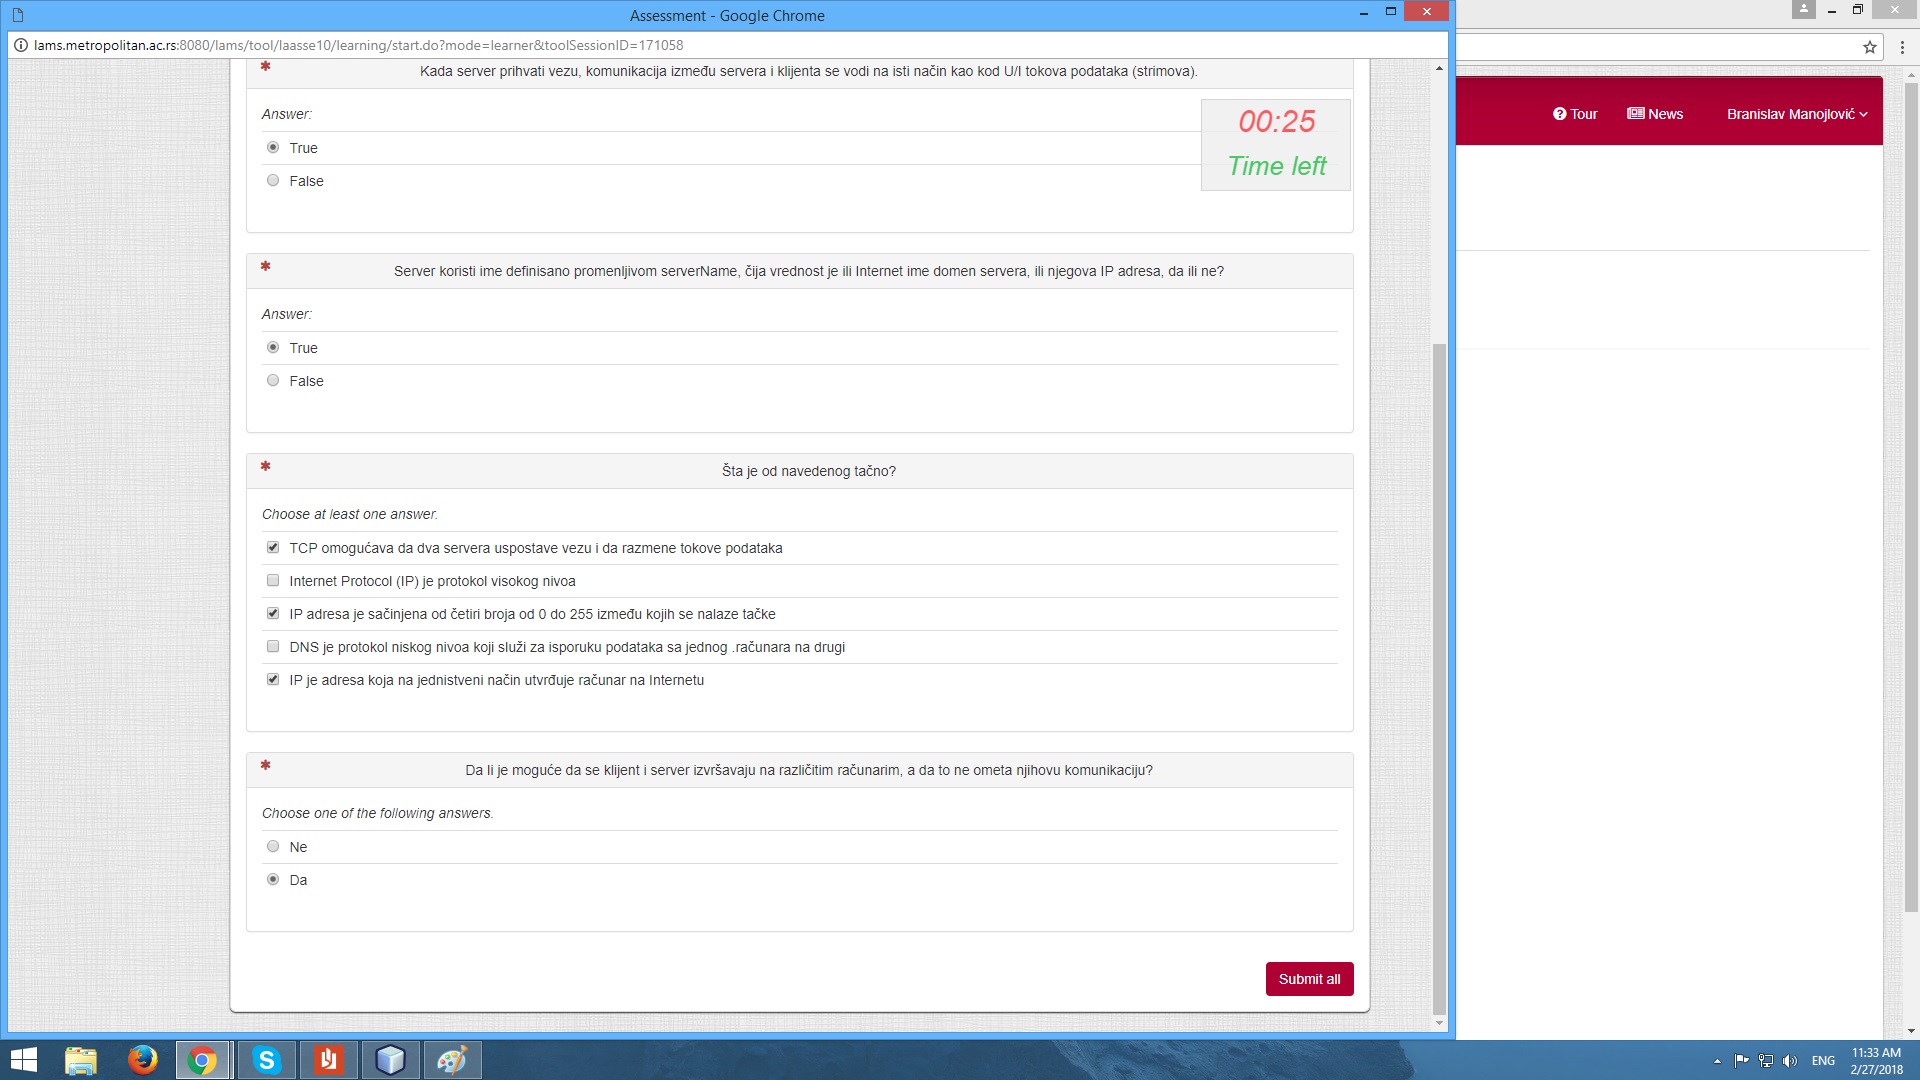 Assessment - Google Chrome
lams.metropolitan.ac.rs:8080/lams/tool/laasse10/learning/start.do?mode=learner&toolSessionID=171058
Tour
News
Branislav Manojlović
* Kada server prihvati vezu, komunikacija između servera i klijenta se vodi na isti način kao kod U/I tokova podataka (strimova).
Answer:
00:25
Time left
True
False
* Server koristi ime definisano promenljivom serverName, čija vrednost je ili Internet ime domen servera, ili njegova IP adresa, da ili ne?
Answer:
True
False
* Šta je od navedenog tačno?
Choose at least one answer.
TCP omogućava da dva servera uspostave vezu i da razmene tokove podataka
Internet Protocol (IP) je protokol visokog nivoa
IP adresa je sačinjena od četiri broja od 0 do 255 između kojih se nalaze tačke
DNS je protokol niskog nivoa koji služi za isporuku podataka sa jednog .računara na drugi
IP je adresa koja na jednistveni način utvrđuje računar na Internetu
* Da li je moguće da se klijent i server izvršavaju na različitim računarim, a da to ne ometa njihovu komunikaciju?
Choose one of the following answers.
Ne
Da
Submit all
ENG
11:33 AM
2/27/2018